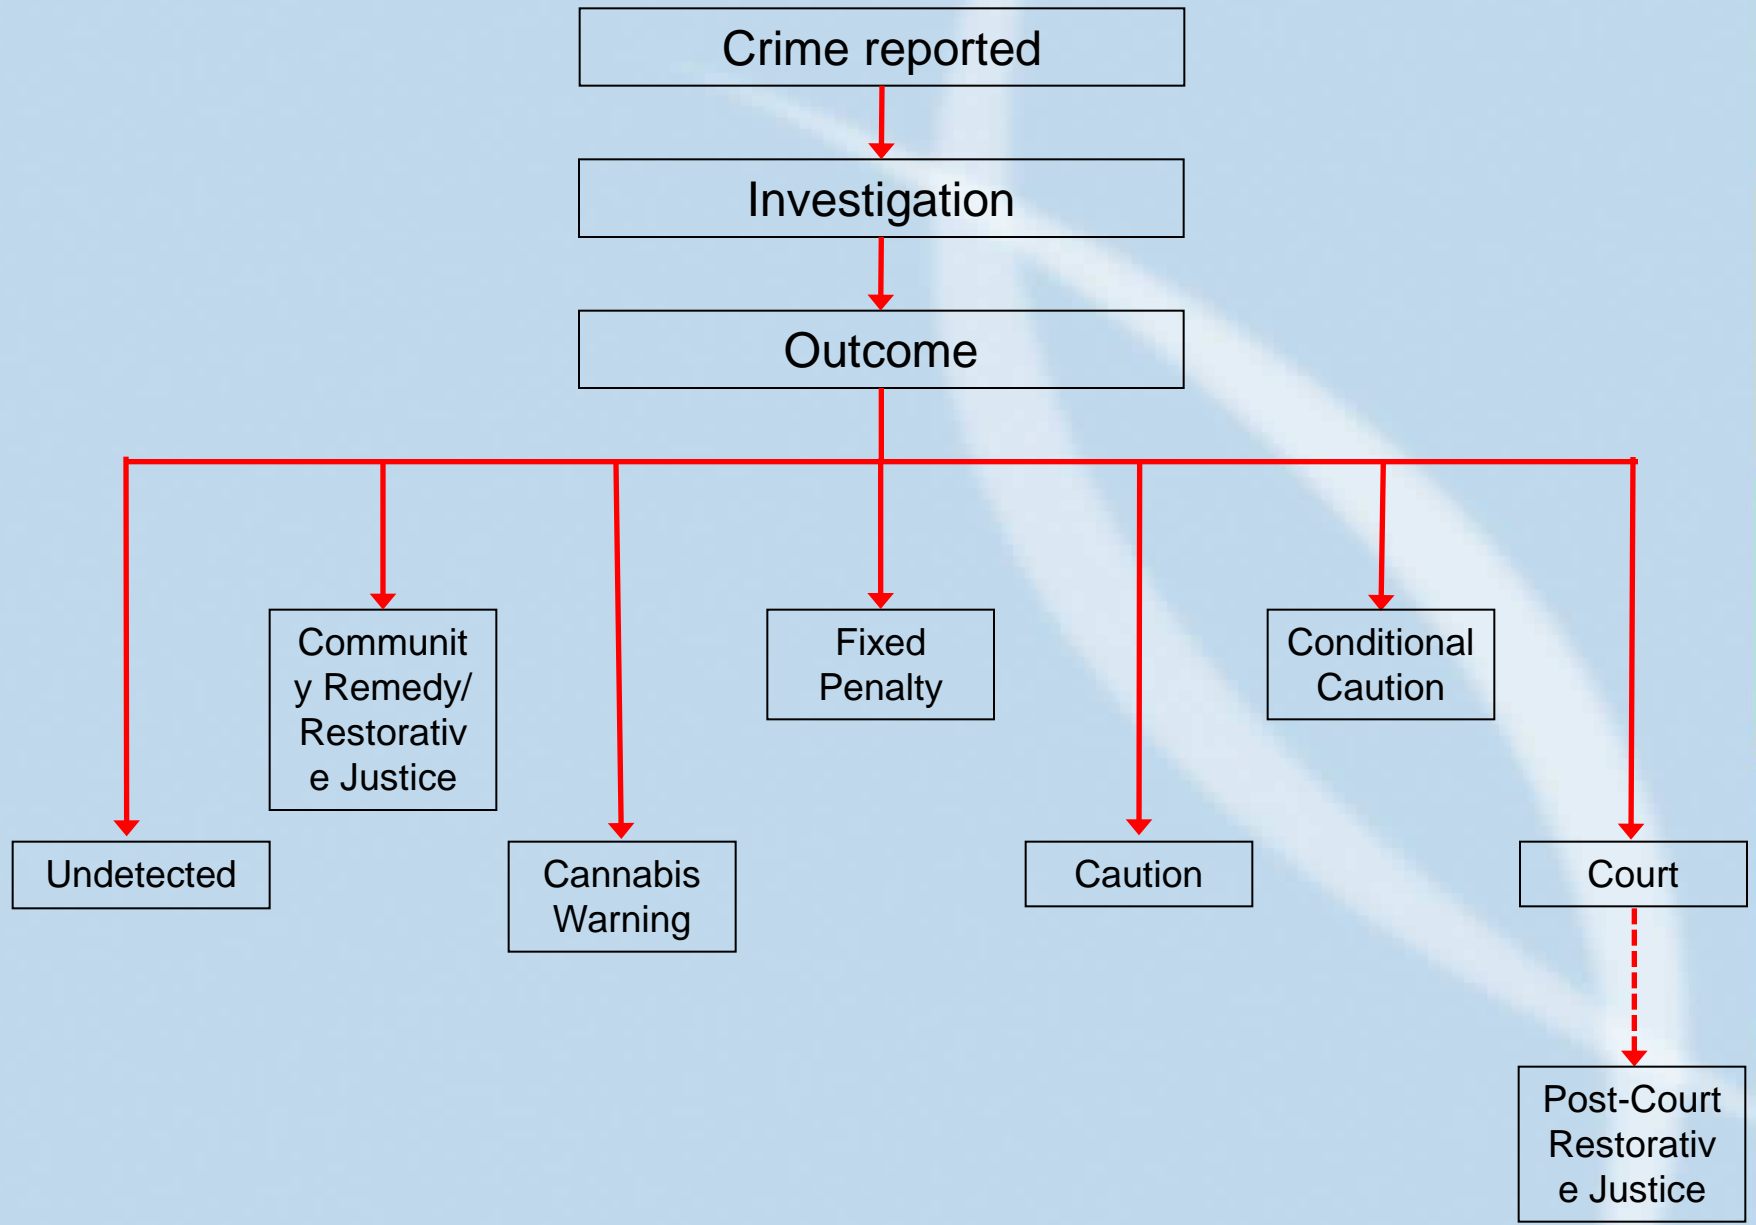 Crime reported
Investigation
Outcome
Communit
y Remedy/
Restorativ
e Justice
Fixed
Penalty
Conditional
Caution
Undetected
Cannabis
Warning
Caution
Court
Post-Court
Restorativ
e Justice